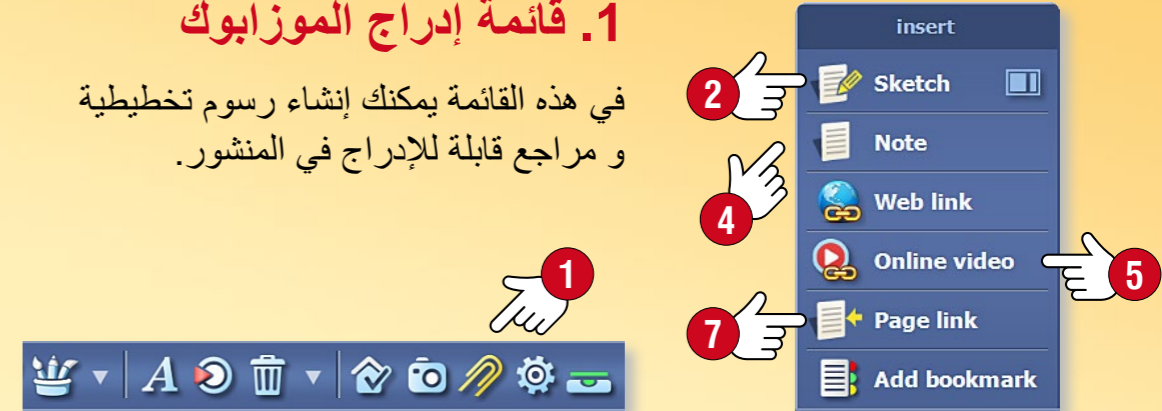 1. قائمة إدراج الموزابوك
في هذه القائمة يمكنك إنشاء رسوم تخطيطية
و مراجع قابلة للإدراج في المنشور.
1
A
insert
2
Sketch
Note
4
Web link
Online video
5
7
Page link
Add bookmark